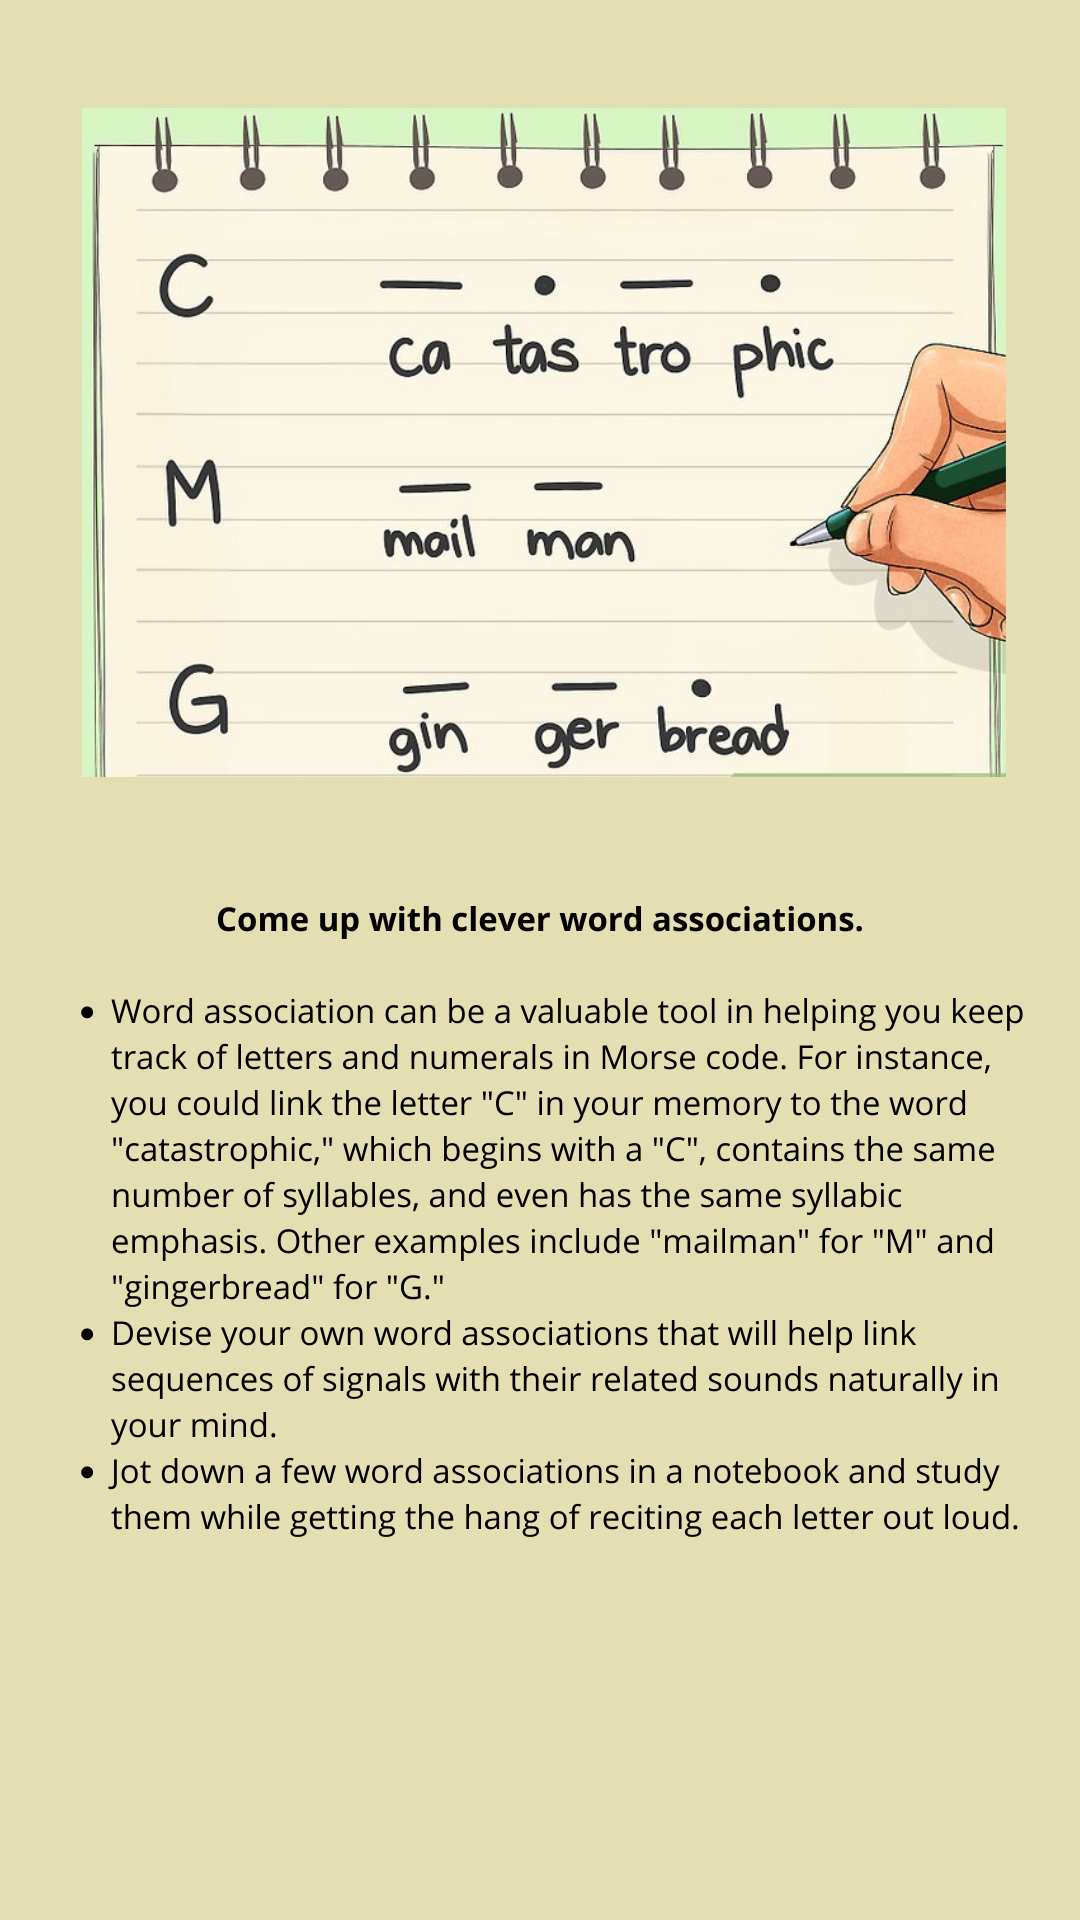 C
ca tas tro phic
M
mail man
G
gin ger bread
Come up with clever word associations.
Word association can be a valuable tool in helping you keep
track of letters and numerals in Morse code. For instance,
you could link the letter "C" in your memory to the word
"catastrophic," which begins with a "C", contains the same
number of syllables, and even has the same syllabic
emphasis. Other examples include "mailman" for "M" and
"gingerbread" for "G."
Devise your own word associations that will help link
sequences of signals with their related sounds naturally in
your mind.
Jot down a few word associations in a notebook and study
them while getting the hang of reciting each letter out loud.